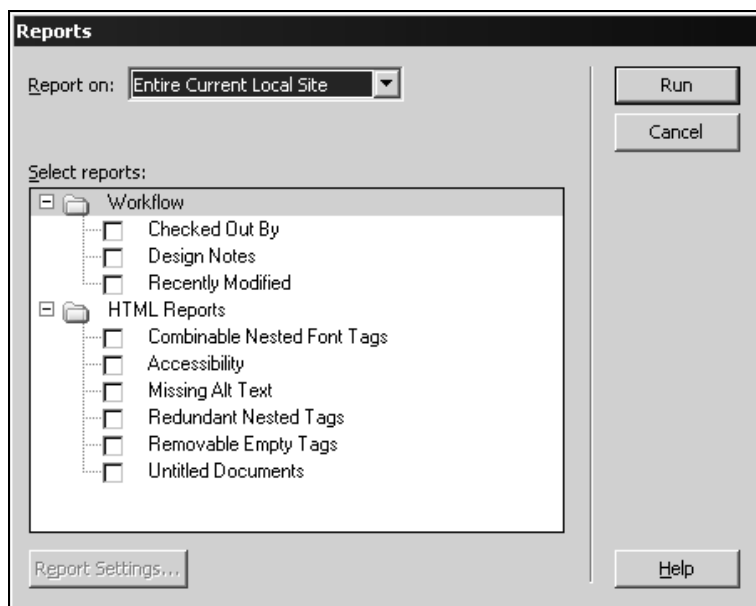 Reports
Report on: Entire Current Local Site
Run
Cancel
Select reports:
Workflow
Checked Out By
Design Notes
Recently Modified
HTML Reports
Combinable Nested Font Tags
Accessibility
Missing Alt Text
Redundant Nested Tags
Removable Empty Tags
Untitled Documents
Report Settings...
Help